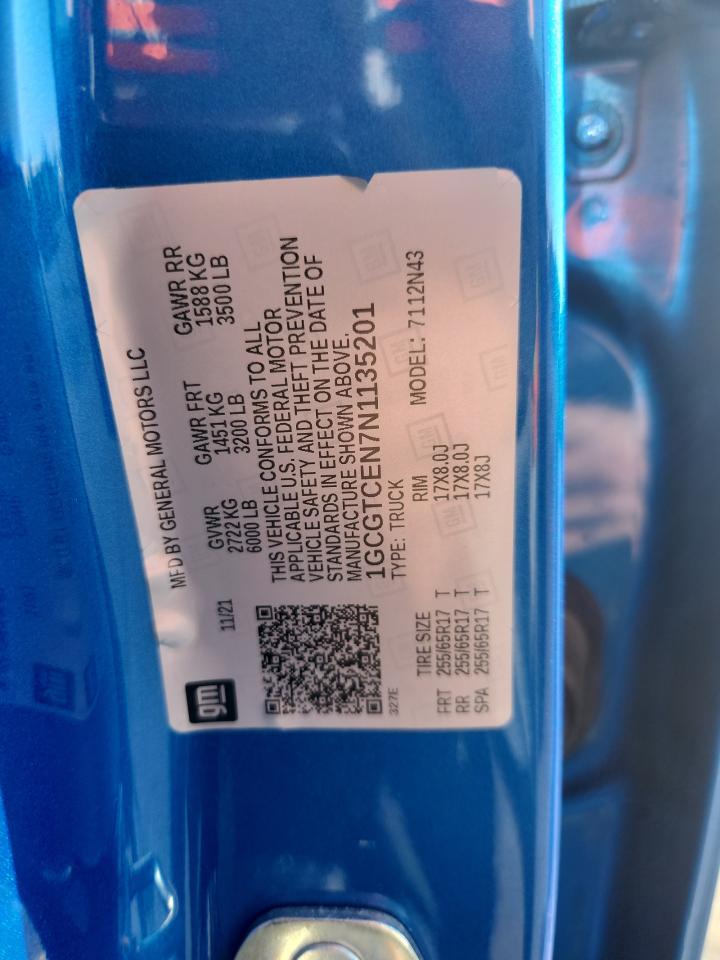 gm
11/21
MFD BY GENERAL MOTORS LLC
GVWR GAWR FRT GAWR RR
2722 KG 1451 KG 1588 KG
6000 LB 3200 LB 3500 LB
THIS VEHICLE CONFORMS TO ALL
APPLICABLE U.S. FEDERAL MOTOR
VEHICLE SAFETY AND THEFT PREVENTION
STANDARDS IN EFFECT ON THE DATE OF
MANUFACTURE SHOWN ABOVE.
1GCGTCEN7N1135201
327E
TYPE: TRUCK
TIRE SIZE RIM MODEL: 7112N43
FRT 255/65R17 T 17X8.0J
RR 255/65R17 T 17X8.0J
SPA 255/65R17 T 17X8J